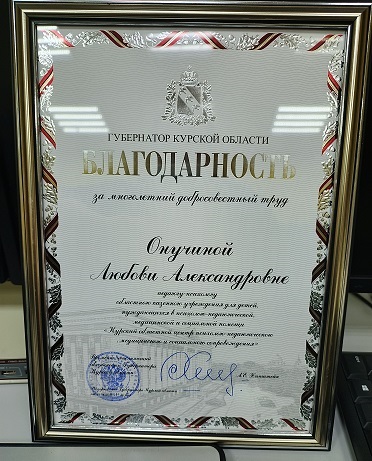 ГУБЕРНАТОР КУРСКОЙ ОБЛАСТИ
БЛАГОДАРНОСТЬ
за многолетний добросовестный труд
Онучиной
Любови Александровне
педагогу-психологу
областного казенного учреждения для детей,
нуждающихся в психолого-педагогической,
медицинской и социальной помощи
«Курский областной центр психолого-педагогического,
медицинского и социального сопровождения»
Губернатора